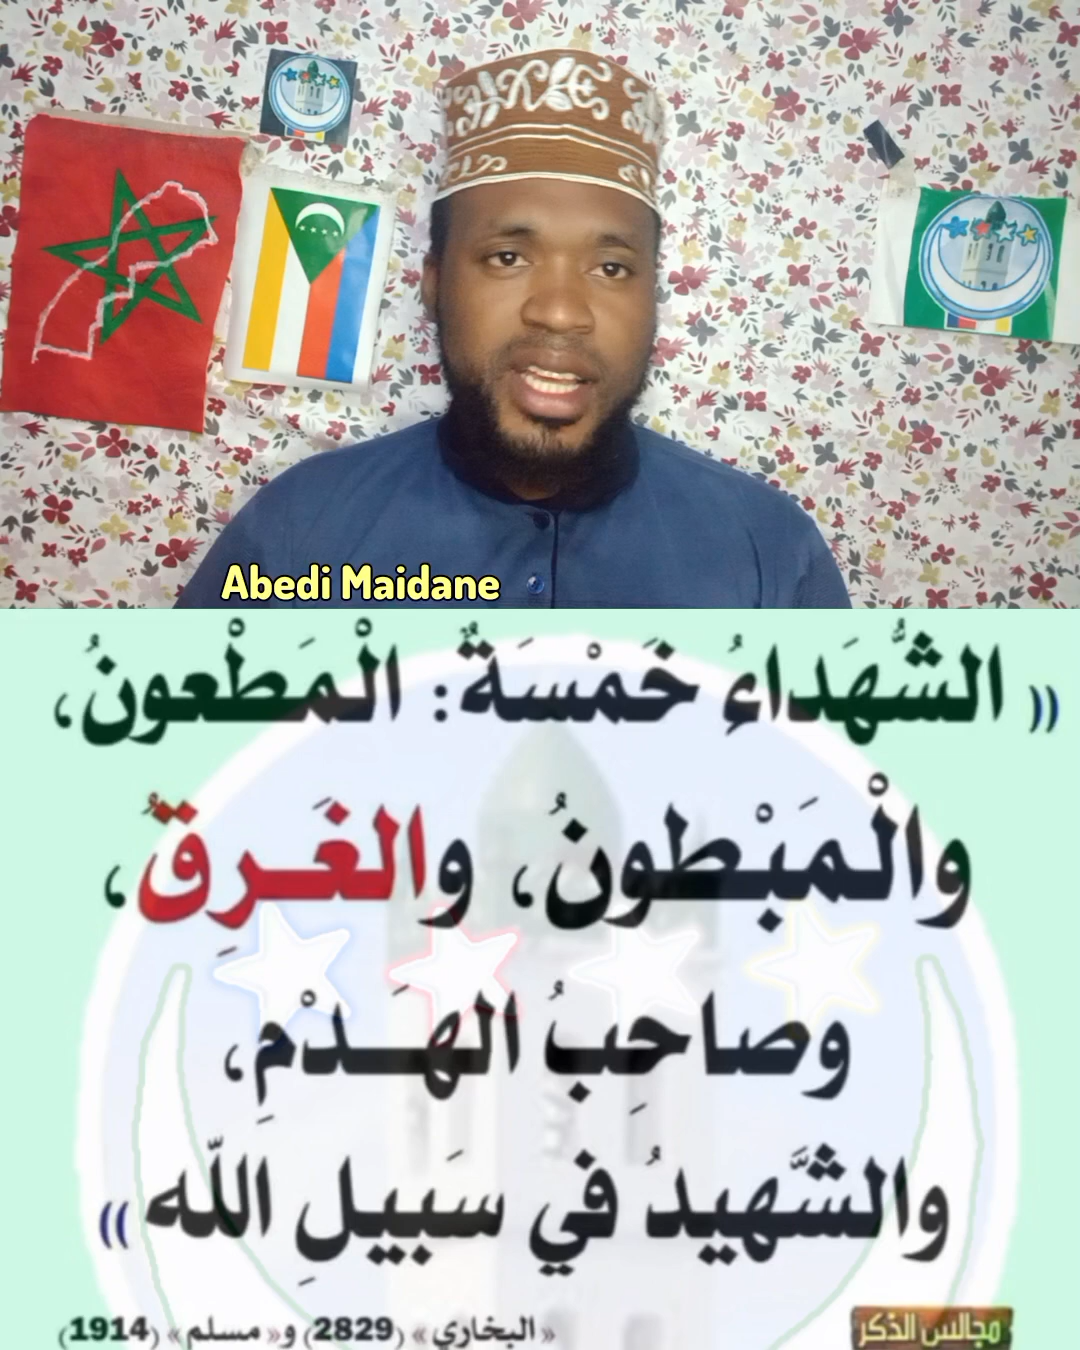 Abedi Maidane
(( الشُّهَداءُ خَمْسَةٌ: الْمَطْعونُ،
والْمَبْطونُ، والغَرِقُ،
وصاحِبُ الهَدْمِ،
والشَّهيدُ في سَبيلِ اللّه ))
« البخاري » (2829) و« مسلم » (1914)
مجالس الذكر